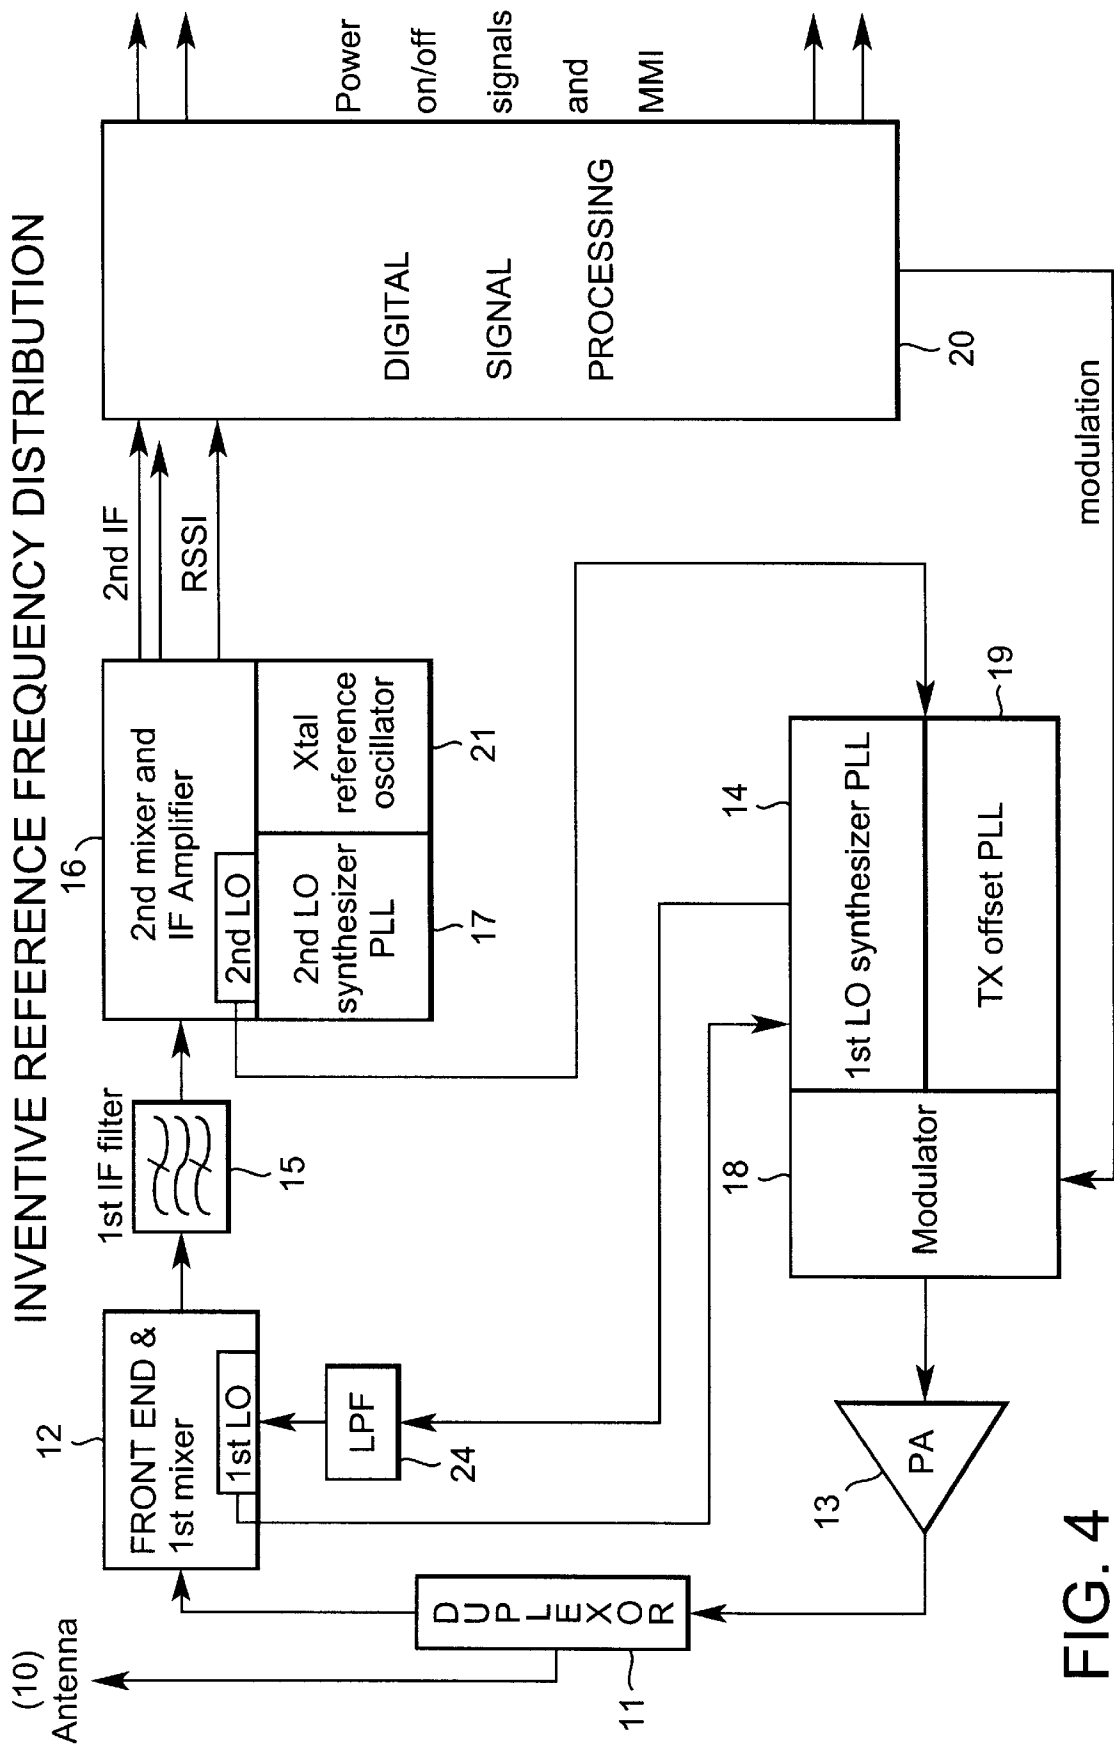 INVENTIVE REFERENCE FREQUENCY DISTRIBUTION
(10)
Antenna
12
FRONT END &
1st mixer
1st LO
1st IF filter
15
16
2nd mixer and
IF Amplifier
2nd LO
2nd LO
synthesizer
PLL
17
Xtal
reference
oscillator
21
2nd IF
RSSI
DIGITAL
SIGNAL
PROCESSING
20
Power
on/off
signals
and
MMI
LPF
24
DUPLEXOR
11
13
PA
18
Modulator
14
1st LO synthesizer PLL
TX offset PLL
19
modulation
FIG. 4